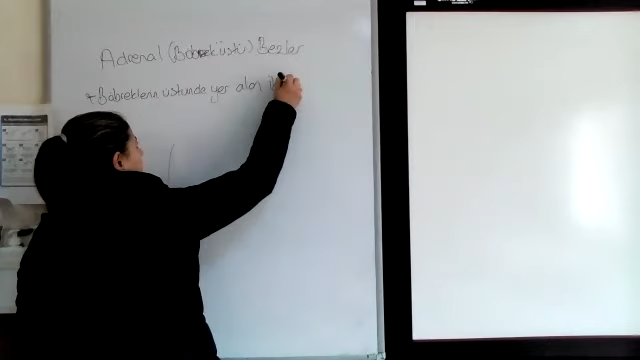 Adrenal (Böbreküstü) Bezler
+ Böbreklerin üstünde yer alan